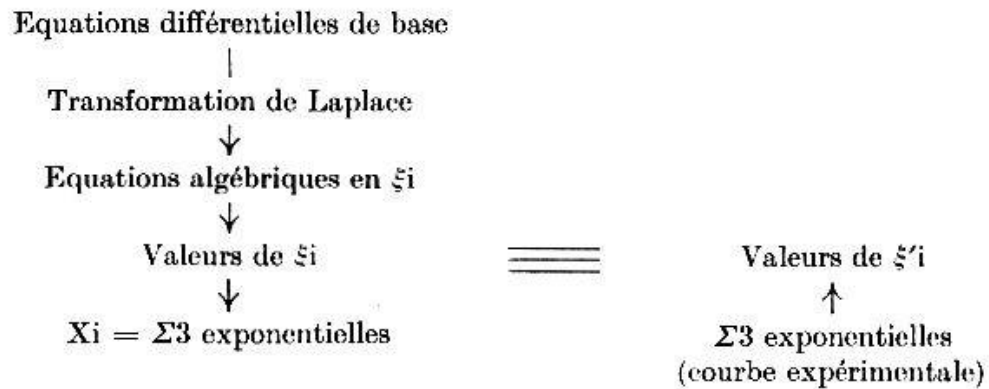 Equations différentielles de base
Transformation de Laplace
Equations algébriques en ξi
Valeurs de ξi
Valeurs de ξ′i
Xi = Σ3 exponentielles
Σ3 exponentielles
(courbe expérimentale)